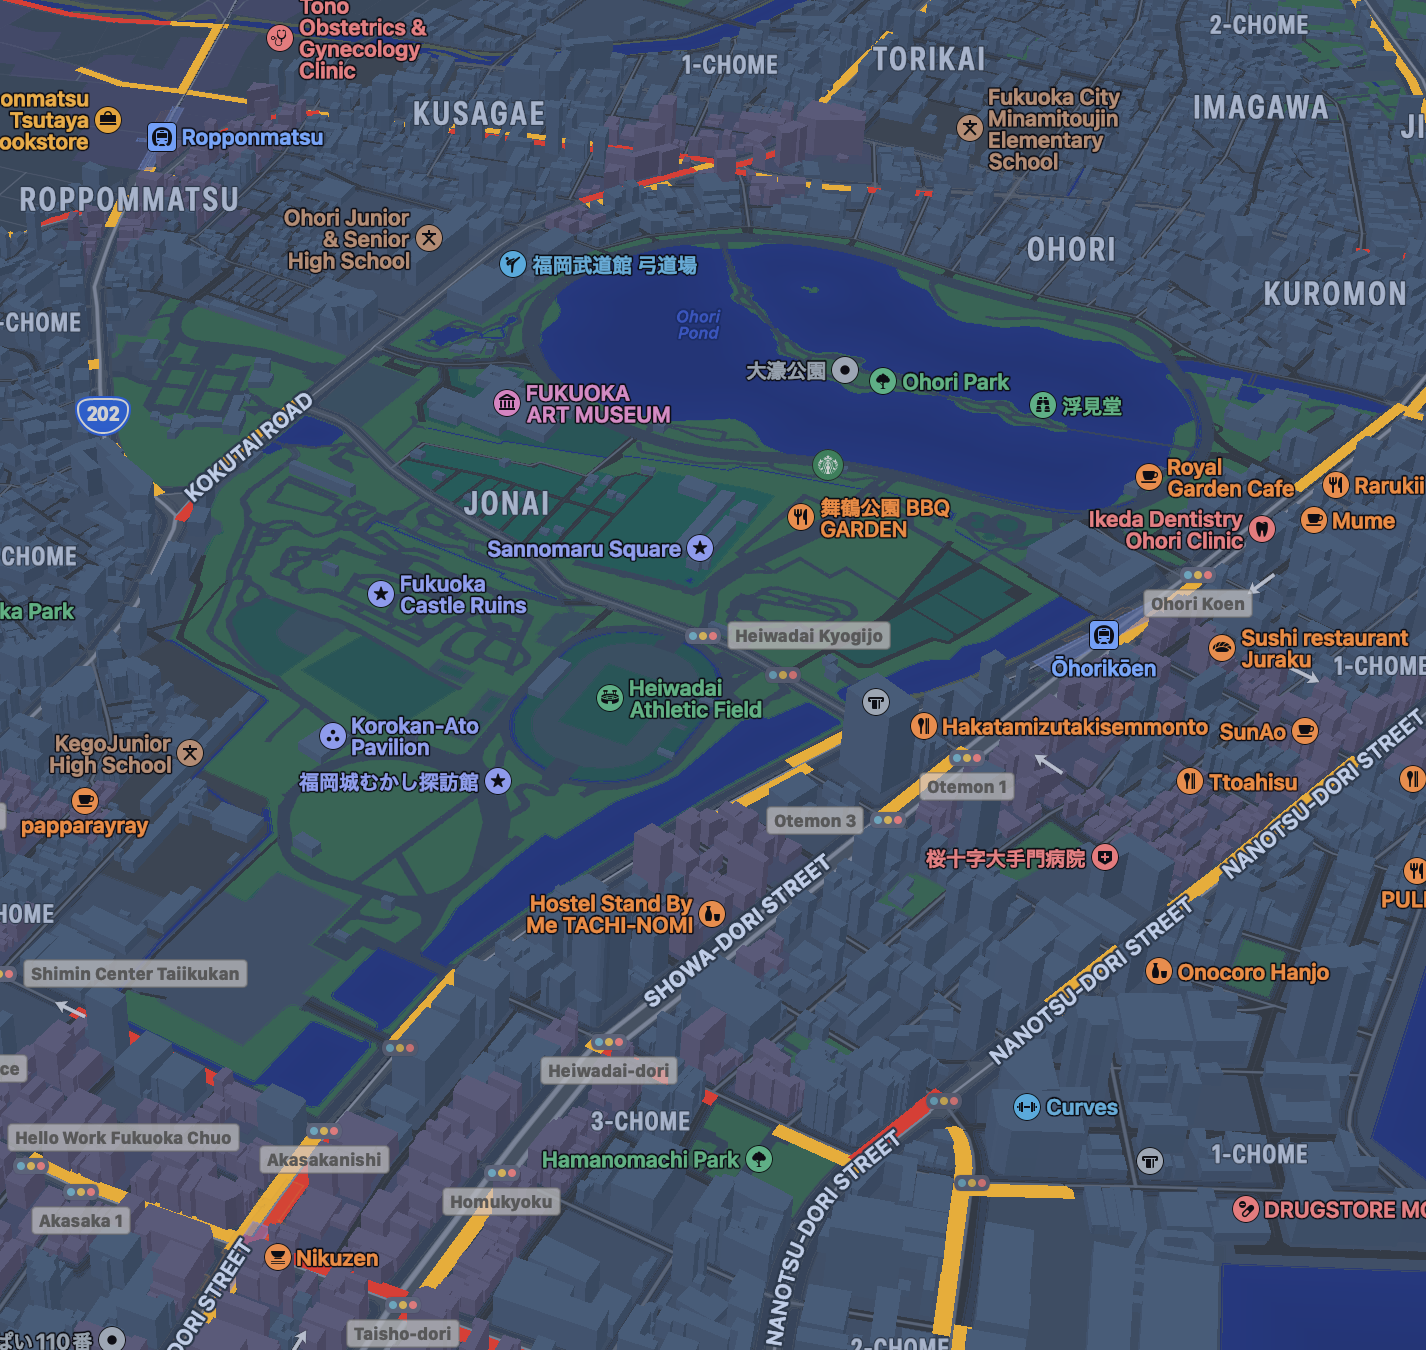 Tono
Obstetrics &
Gynecology
Clinic
2-CHOME
1-CHOME
TORIKAI
onmatsu
Tsutaya
ookstore
Ropponmatsu
KUSAGAE
Fukuoka City
Minamitoujin
Elementary
School
IMAGAWA
ROPPOMMATSU
Ohori Junior
& Senior
High School
福岡武道館 弓道場
OHORI
KUROMON
-CHOME
Ohori
Pond
大濠公園
Ohori Park
浮見堂
FUKUOKA
ART MUSEUM
202
KOKUTAI ROAD
JONAI
舞鶴公園 BBQ
GARDEN
Royal
Garden Cafe
Rarukii
Mume
Ikeda Dentistry
Ohori Clinic
CHOME
Sannomaru Square
Fukuoka
Castle Ruins
ka Park
Ohori Koen
Heiwadai Kyogijo
Ōhorikōen
Sushi restaurant
Juraku
1-CHOME
Heiwadai
Athletic Field
Korokan-Ato
Pavilion
福岡城むかし探訪館
KegoJunior
High School
papparayray
Hakatamizutakisemmonto
SunAo
Ttoahisu
Otemon 1
Otemon 3
NANOTSU-DORI STREET
桜十字大手門病院
PULI
HOME
Hostel Stand By
Me TACHI-NOMI
SHOWA-DORI STREET
NANOTSU-DORI STREET
Onocoro Hanjo
Shimin Center Taiikukan
ce
Heiwadai-dori
3-CHOME
Curves
Hello Work Fukuoka Chuo
Akasakanishi
Hamanomachi Park
1-CHOME
Akasaka 1
Homukyoku
DRUGSTORE MO
Nikuzen
DORI STREET
NANOTSU-DORI STREET
Taisho-dori
ぱい110番
2-CHOME